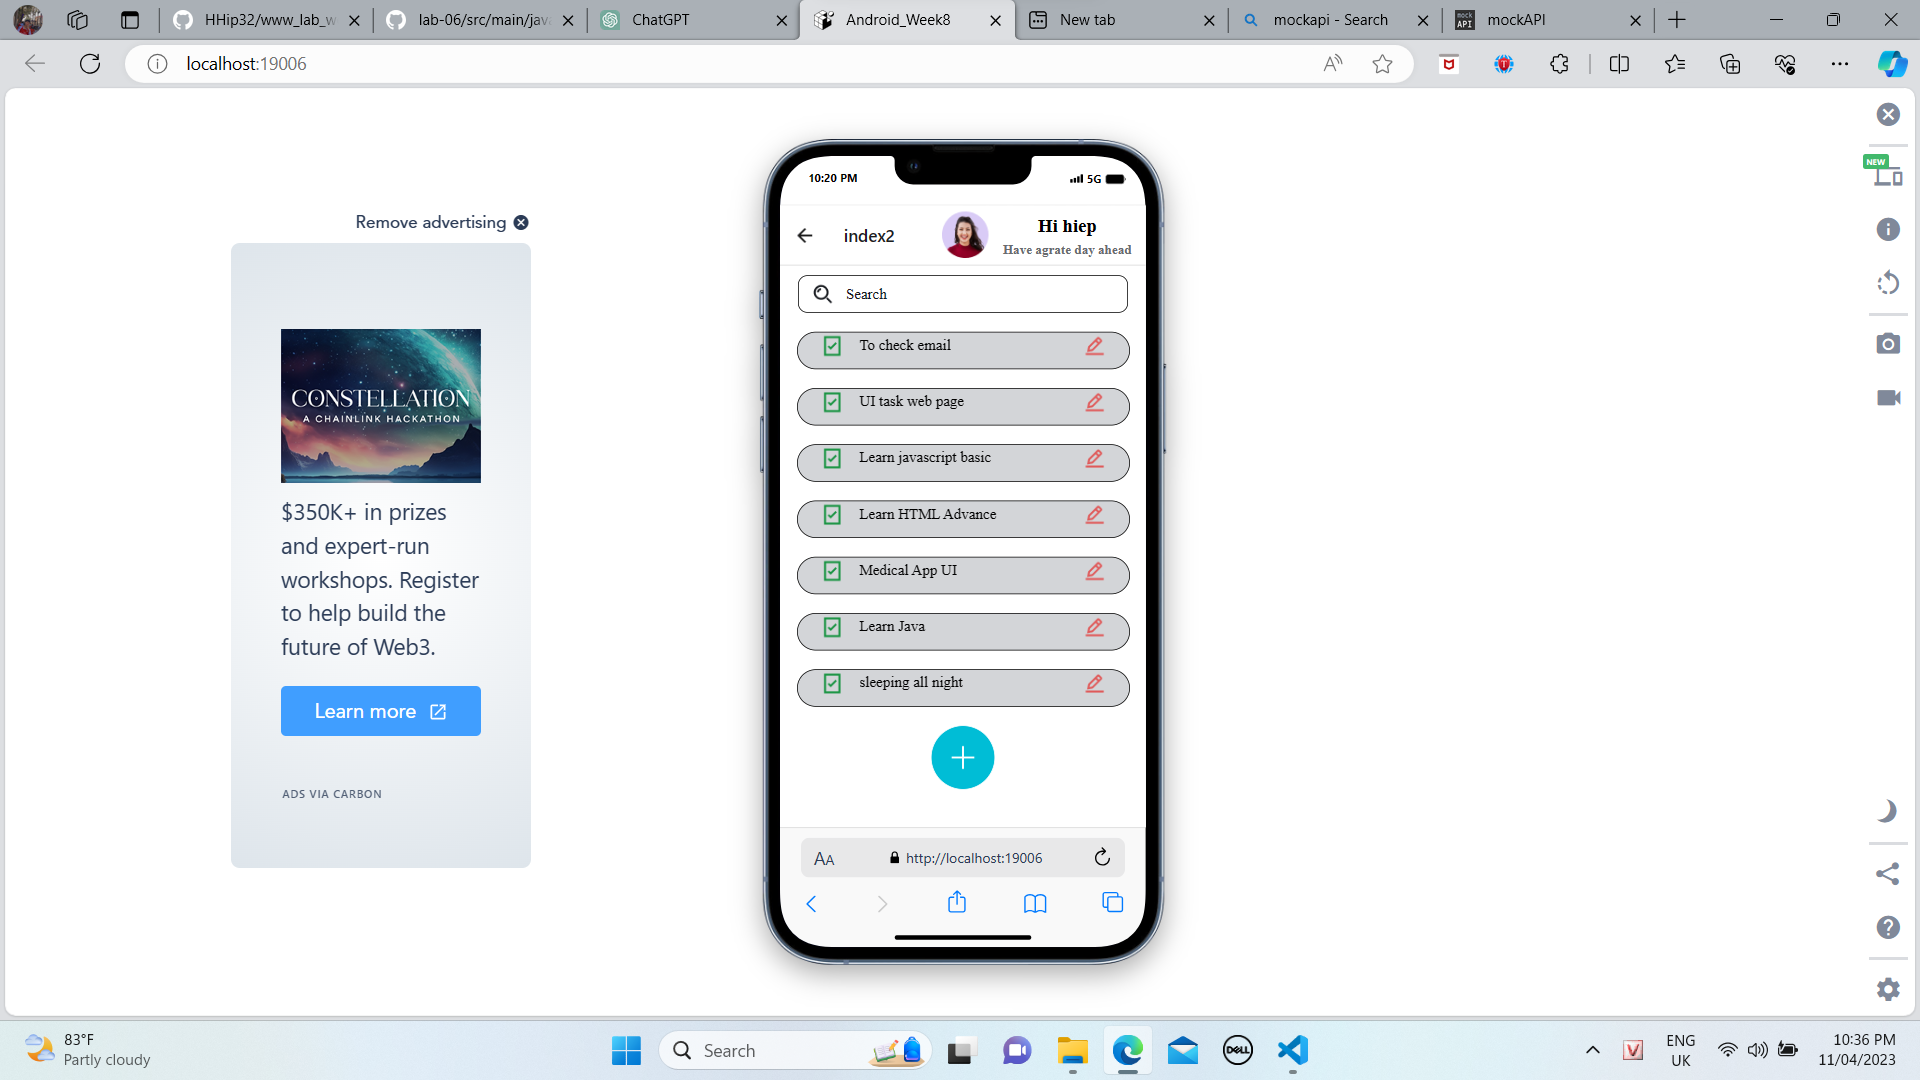 HHip32/www_lab_w
lab-06/src/main/java
ChatGPT
Android_Week8
New tab
mockapi - Search
mock API
mockAPI
localhost:19006
A
NEW
Remove advertising
CONSTELLATION
A CHAINLINK HACKATHON
$350K+ in prizes
and expert-run
workshops. Register
to help build the
future of Web3.
Learn more
ADS VIA CARBON
10:20 PM
5G
index2
Hi hiep
Have agrate day ahead
Search
To check email
UI task web page
Learn javascript basic
Learn HTML Advance
Medical App UI
Learn Java
sleeping all night
AA
http://localhost:19006
83°F
Partly cloudy
Search
DELL
V
ENG
UK
10:36 PM
11/04/2023